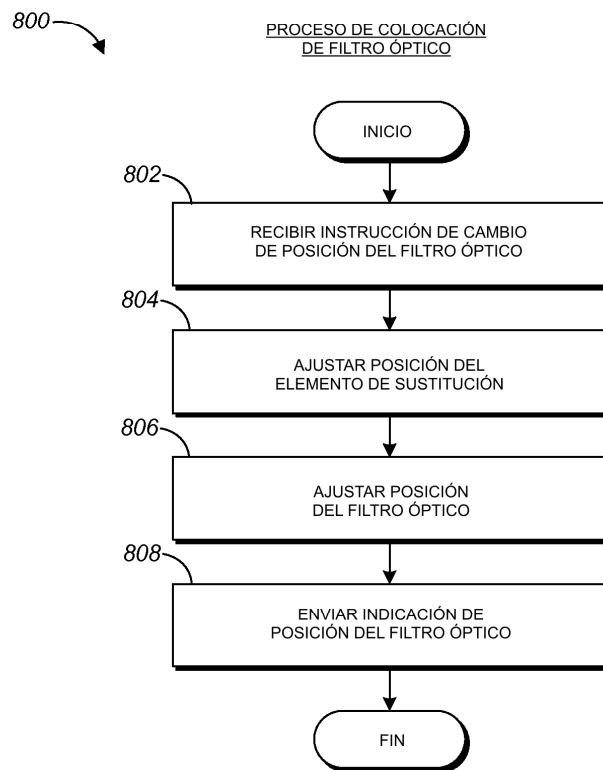 800
PROCESO DE COLOCACIÓN
DE FILTRO ÓPTICO
INICIO
802
RECIBIR INSTRUCCIÓN DE CAMBIO
DE POSICIÓN DEL FILTRO ÓPTICO
804
AJUSTAR POSICIÓN DEL
ELEMENTO DE SUSTITUCIÓN
806
AJUSTAR POSICIÓN
DEL FILTRO ÓPTICO
808
ENVIAR INDICACIÓN DE
POSICIÓN DEL FILTRO ÓPTICO
FIN